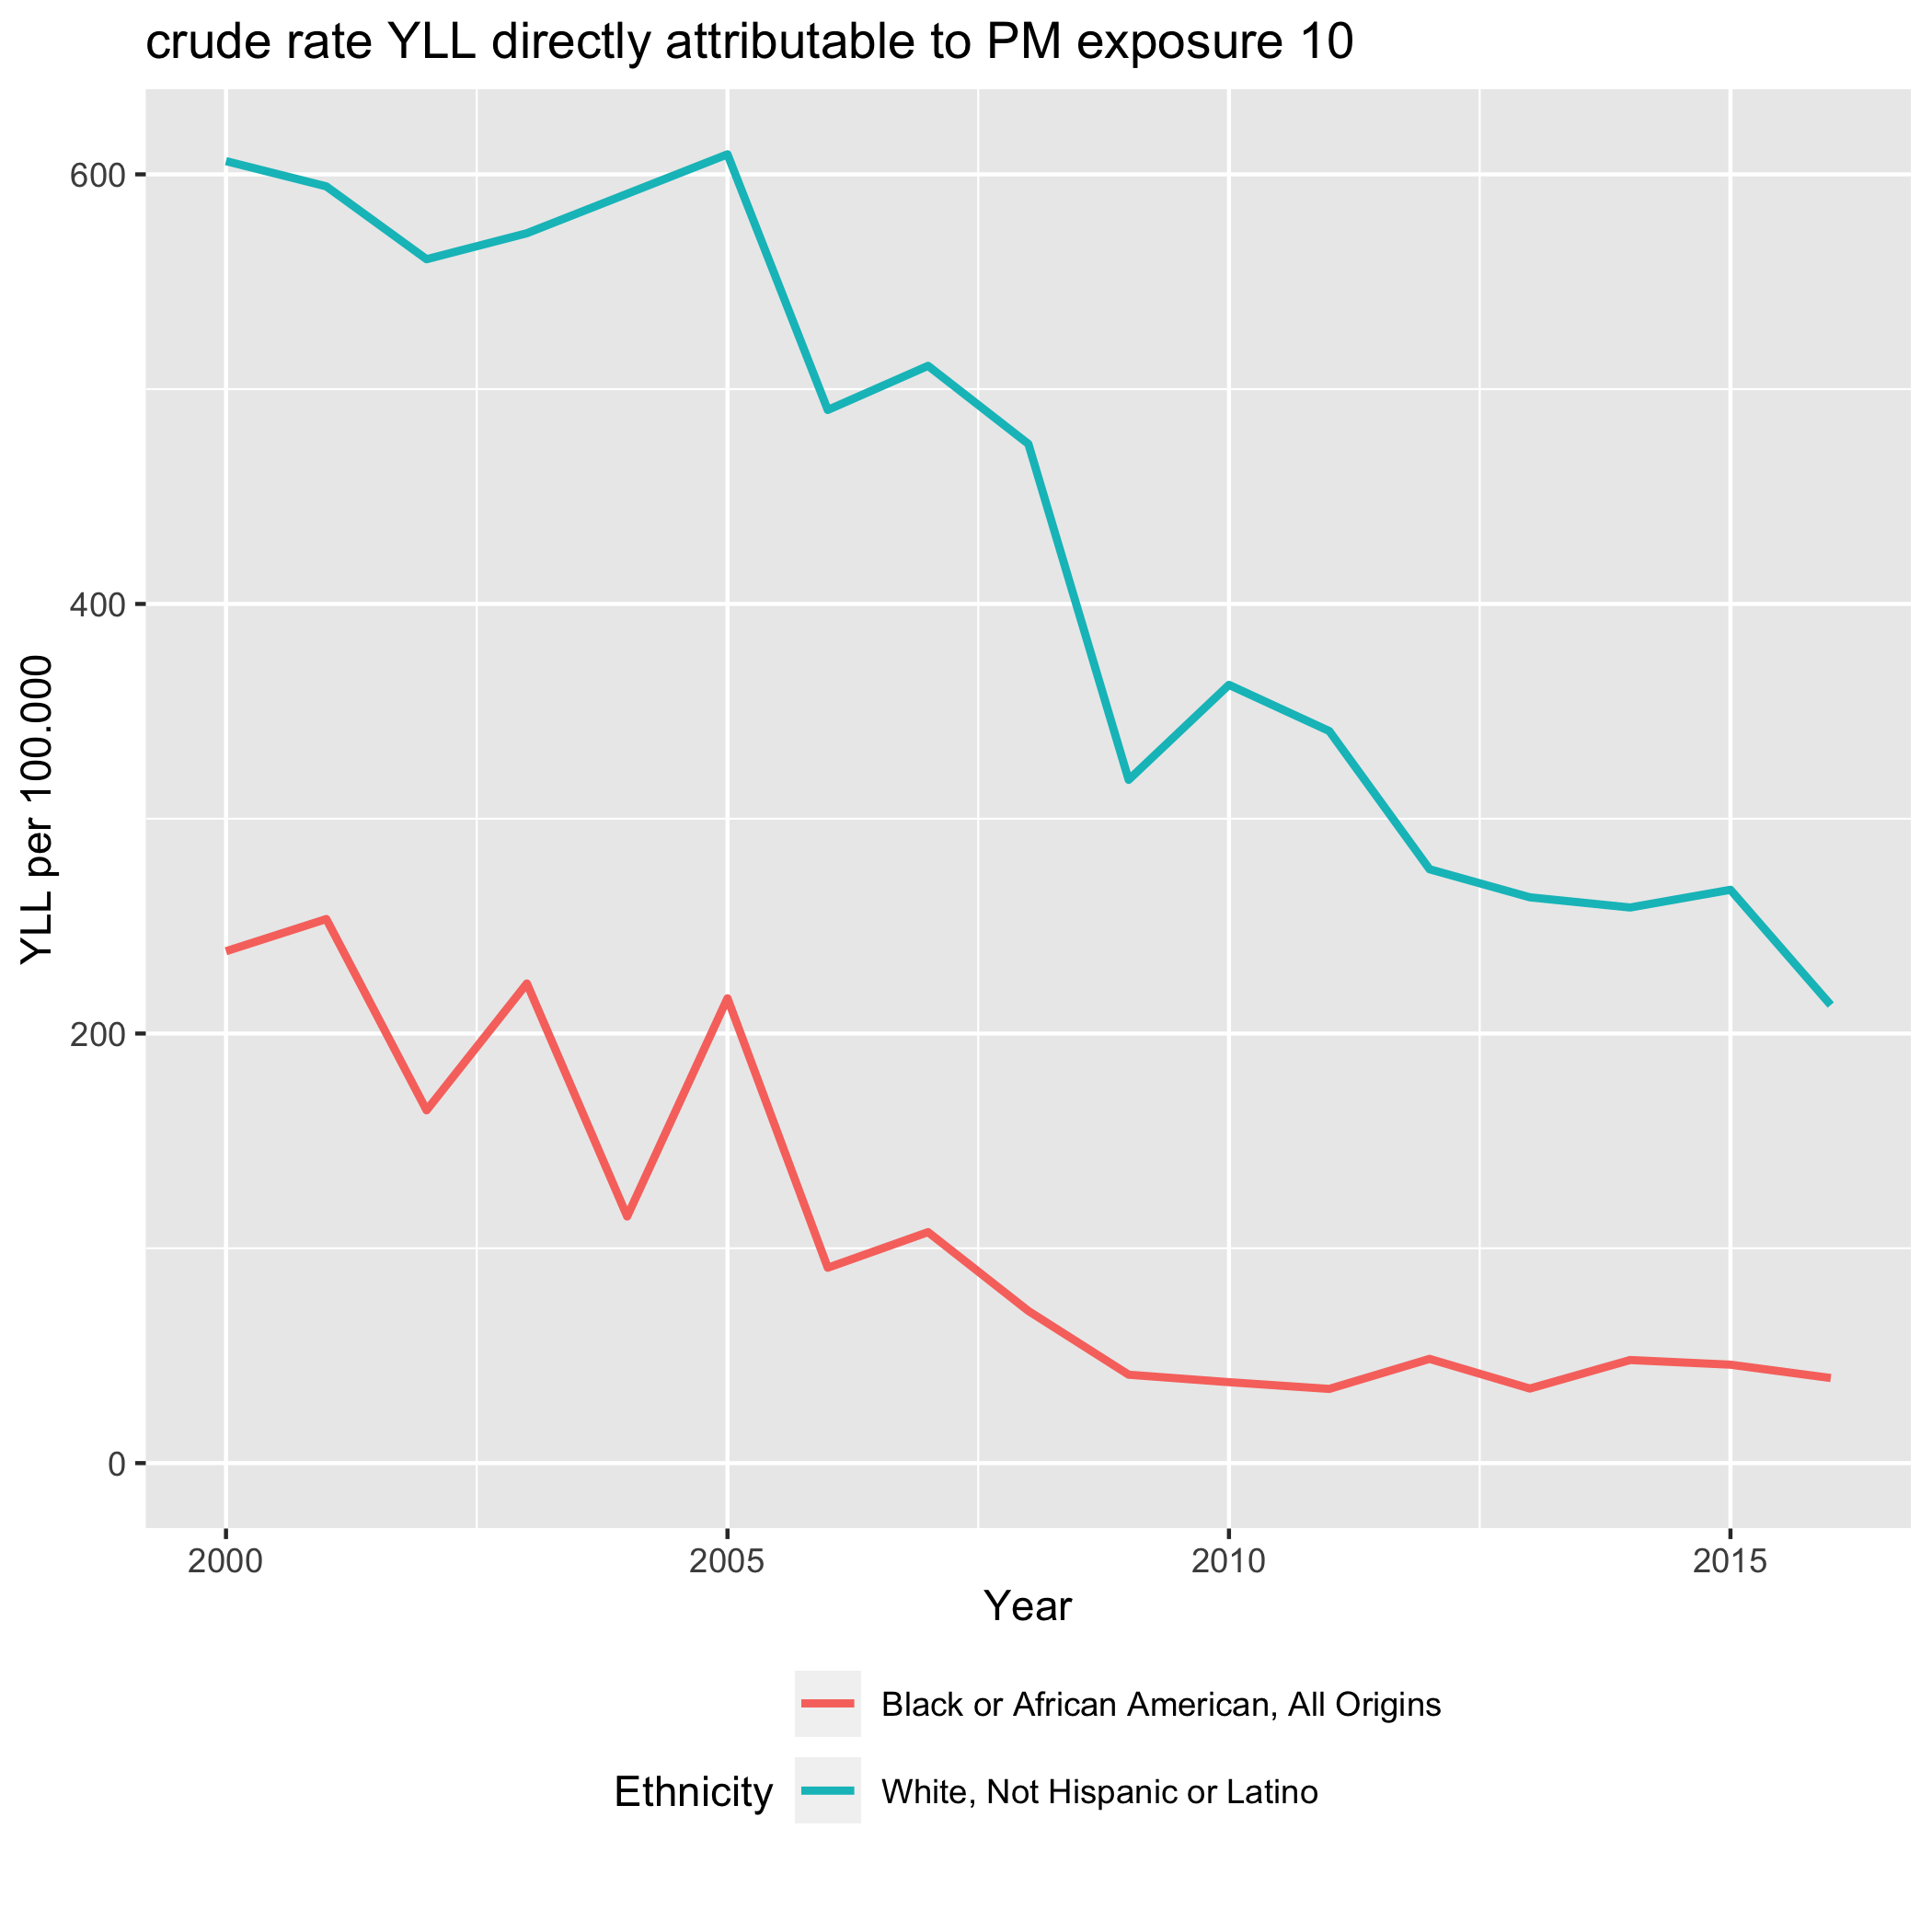 crude rate YLL directly attributable to PM exposure 10
600
400
200
0
YLL per 100.000
2000 2005 2010 2015
Year
Ethnicity
Black or African American, All Origins
White, Not Hispanic or Latino